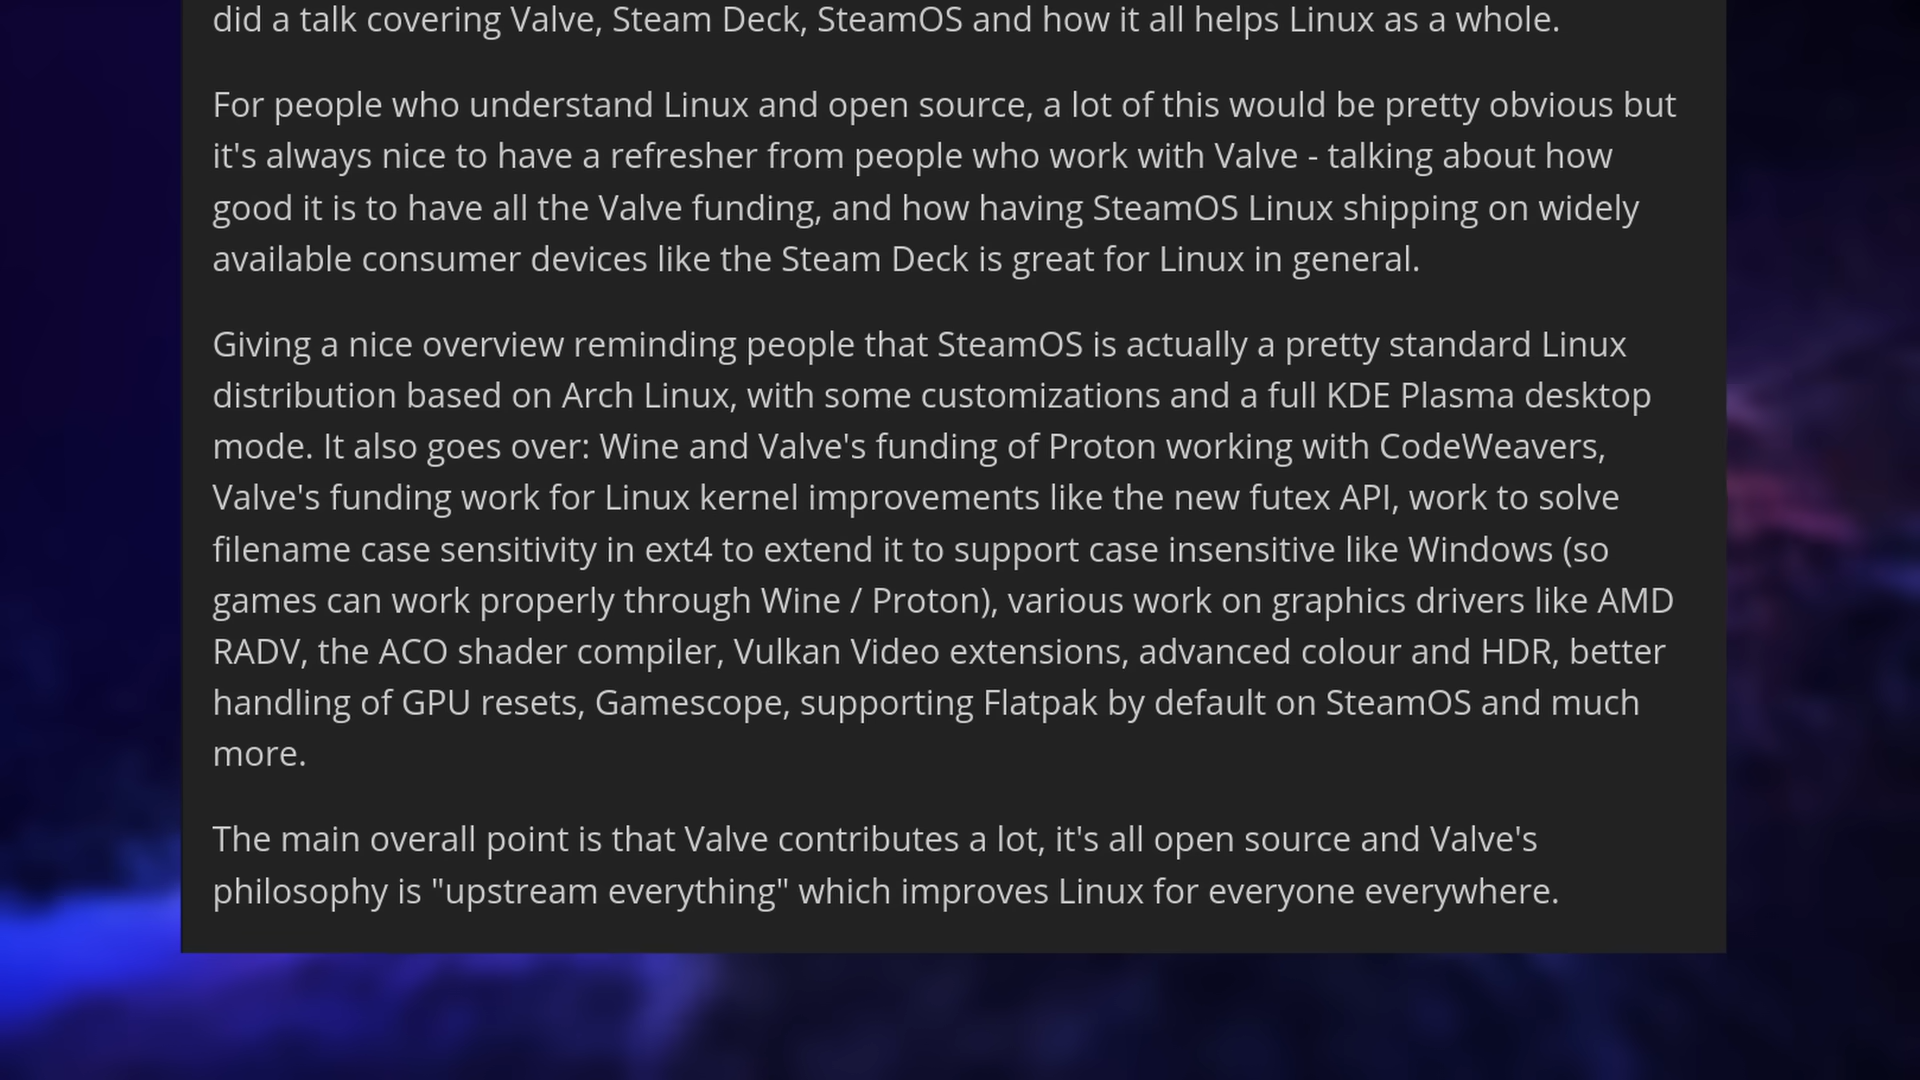 did a talk covering Valve, Steam Deck, SteamOS and how it all helps Linux as a whole.
For people who understand Linux and open source, a lot of this would be pretty obvious but
it's always nice to have a refresher from people who work with Valve - talking about how
good it is to have all the Valve funding, and how having SteamOS Linux shipping on widely
available consumer devices like the Steam Deck is great for Linux in general.
Giving a nice overview reminding people that SteamOS is actually a pretty standard Linux
distribution based on Arch Linux, with some customizations and a full KDE Plasma desktop
mode. It also goes over: Wine and Valve's funding of Proton working with CodeWeavers,
Valve's funding work for Linux kernel improvements like the new futex API, work to solve
filename case sensitivity in ext4 to extend it to support case insensitive like Windows (so
games can work properly through Wine / Proton), various work on graphics drivers like AMD
RADV, the ACO shader compiler, Vulkan Video extensions, advanced colour and HDR, better
handling of GPU resets, Gamescope, supporting Flatpak by default on SteamOS and much
more.
The main overall point is that Valve contributes a lot, it's all open source and Valve's
philosophy is "upstream everything" which improves Linux for everyone everywhere.